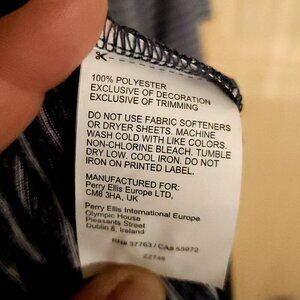 100% POLYESTER
EXCLUSIVE OF DECORATION
EXCLUSIVE OF TRIMMING
DO NOT USE FABRIC SOFTENERS
OR DRYER SHEETS. MACHINE
WASH COLD WITH LIKE COLORS.
NON-CHLORINE BLEACH. TUMBLE
DRY LOW. COOL IRON. DO NOT
IRON ON PRINTED LABEL.
MANUFACTURED FOR:
Perry Ellis Europe LTD,
CM8 3HA, UK
Perry Ellis International Europe
Olympic House
Pleasants Street
Dublin 8, Ireland
37763 / CA#